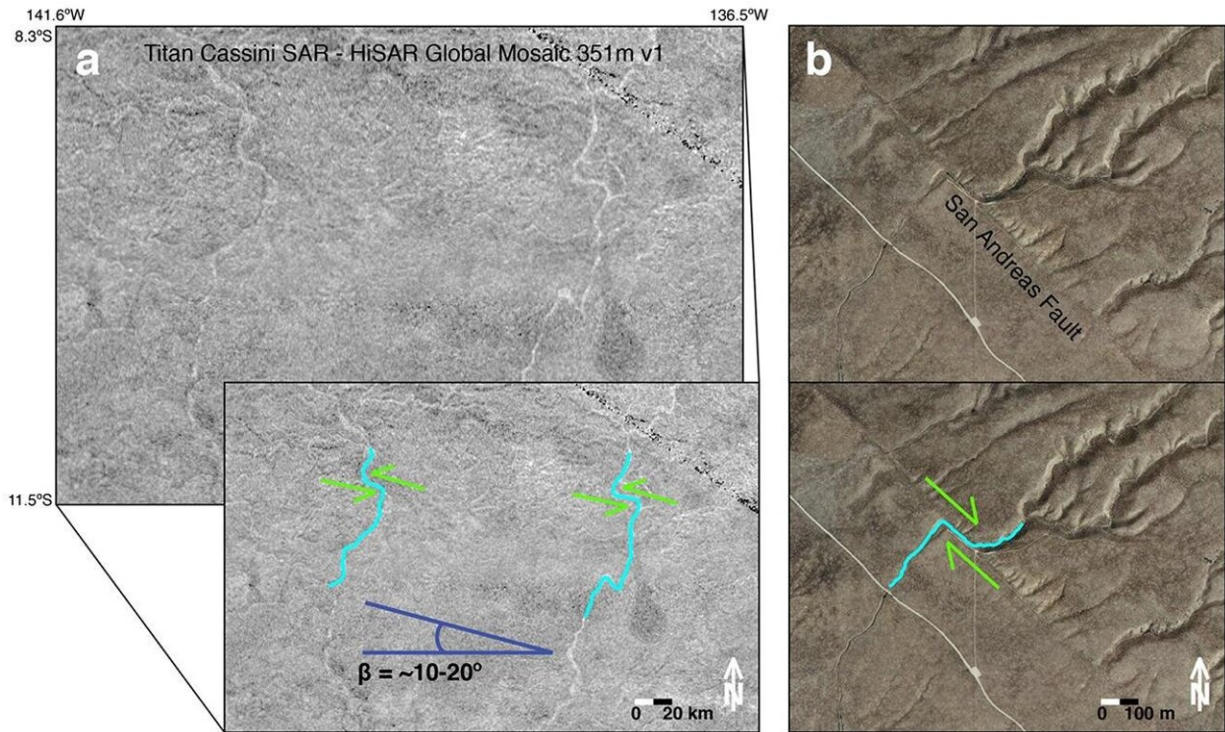 141.6ºW
136.5ºW
8.3ºS
a
Titan Cassini SAR - HiSAR Global Mosaic 351m v1
b
San Andreas Fault
11.5ºS
β = ~10-20º
N
0 20 km
N
0 100 m